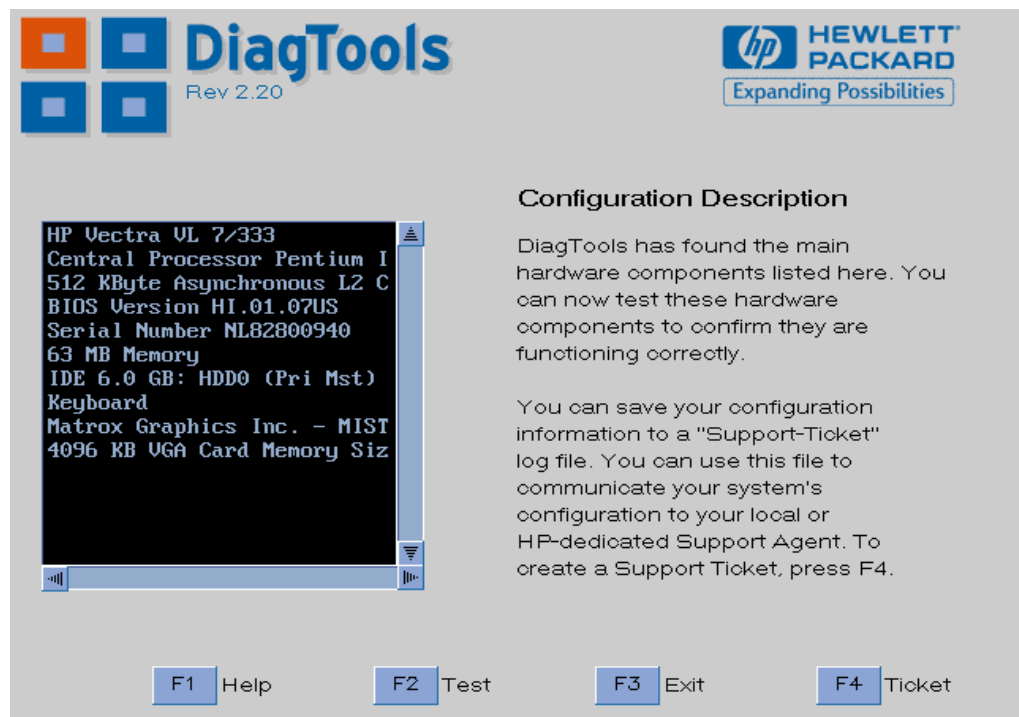 DiagTools
Rev 2.20
hp HEWLETT
PACKARD
Expanding Possibilities
HP Vectra VL 7/333
Central Processor Pentium I
512 KByte Asynchronous L2 C
BIOS Version HI.01.07US
Serial Number NL82800940
63 MB Memory
IDE 6.0 GB: HDD0 (Pri Mst)
Keyboard
Matrox Graphics Inc. - MIST
4096 KB VGA Card Memory Siz
Configuration Description
DiagTools has found the main
hardware components listed here. You
can now test these hardware
components to confirm they are
functioning correctly.
You can save your configuration
information to a "Support-Ticket"
log file. You can use this file to
communicate your system's
configuration to your local or
HP-dedicated Support Agent. To
create a Support Ticket, press F4.
F1 Help F2 Test F3 Exit F4 Ticket